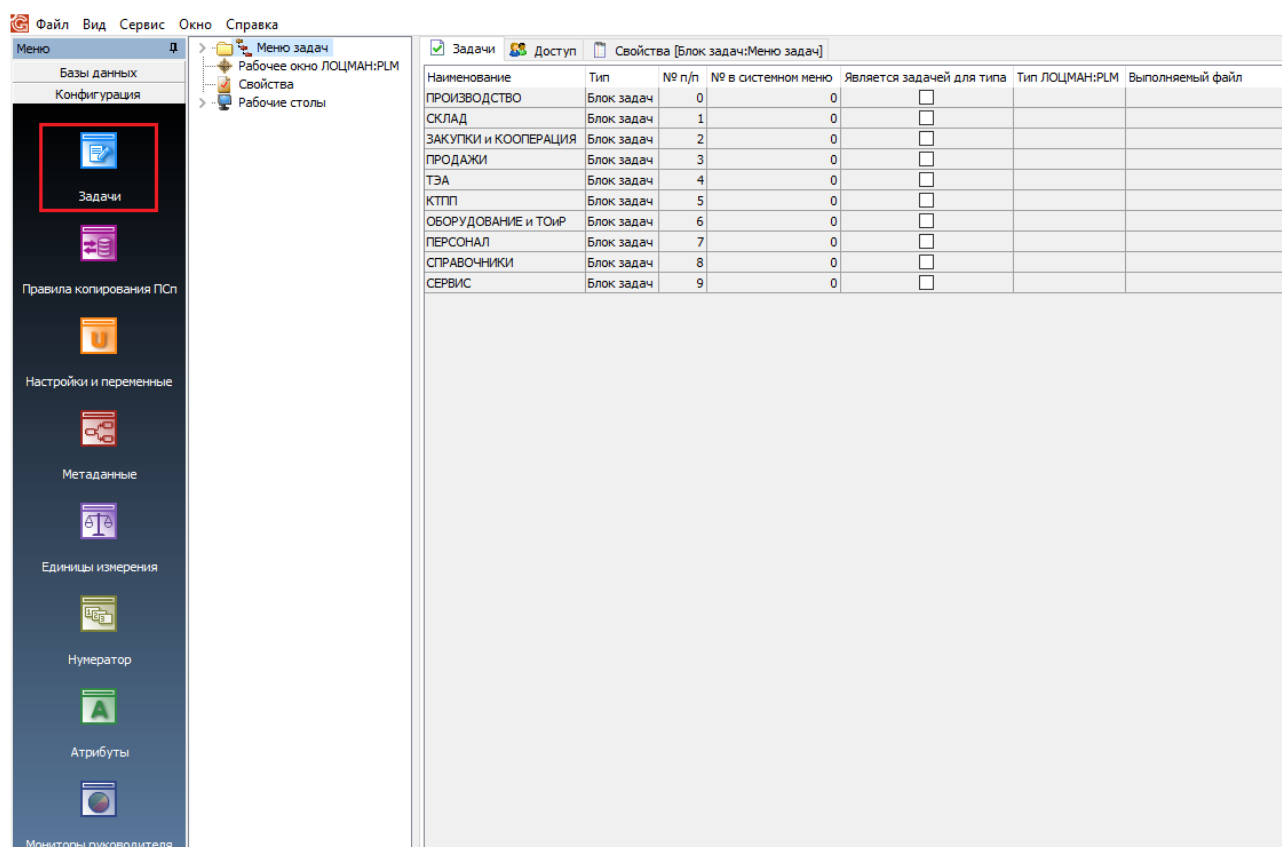 Файл Вид Сервис Окно Справка
Меню
Базы данных
Конфигурация
Задачи
Правила копирования ПСп
Настройки и переменные
Метаданные
Единицы измерения
Нумератор
Атрибуты
Мониторы руководителя
Меню задач
Рабочее окно ЛОЦМАН:PLM
Свойства
Рабочие столы
Задачи Доступ Свойства [Блок задач:Меню задач]
Наименование Тип № п/п № в системном меню Является задачей для типа Тип ЛОЦМАН:PLM Выполняемый файл
ПРОИЗВОДСТВО Блок задач 0 0
СКЛАД Блок задач 1 0
ЗАКУПКИ и КООПЕРАЦИЯ Блок задач 2 0
ПРОДАЖИ Блок задач 3 0
ТЭА Блок задач 4 0
КТПП Блок задач 5 0
ОБОРУДОВАНИЕ и ТОиР Блок задач 6 0
ПЕРСОНАЛ Блок задач 7 0
СПРАВОЧНИКИ Блок задач 8 0
СЕРВИС Блок задач 9 0